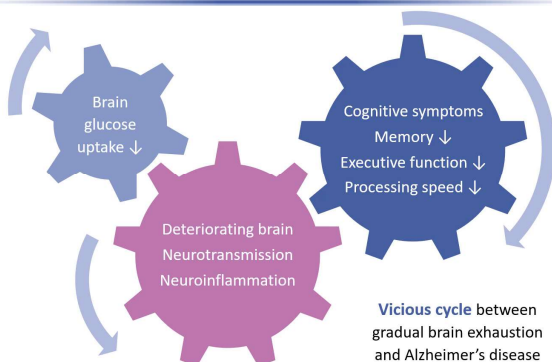 Brain
glucose
uptake ↓
Cognitive symptoms
Memory ↓
Executive function ↓
Processing speed ↓
Deteriorating brain
Neurotransmission
Neuroinflammation
Vicious cycle between
gradual brain exhaustion
and Alzheimer’s disease